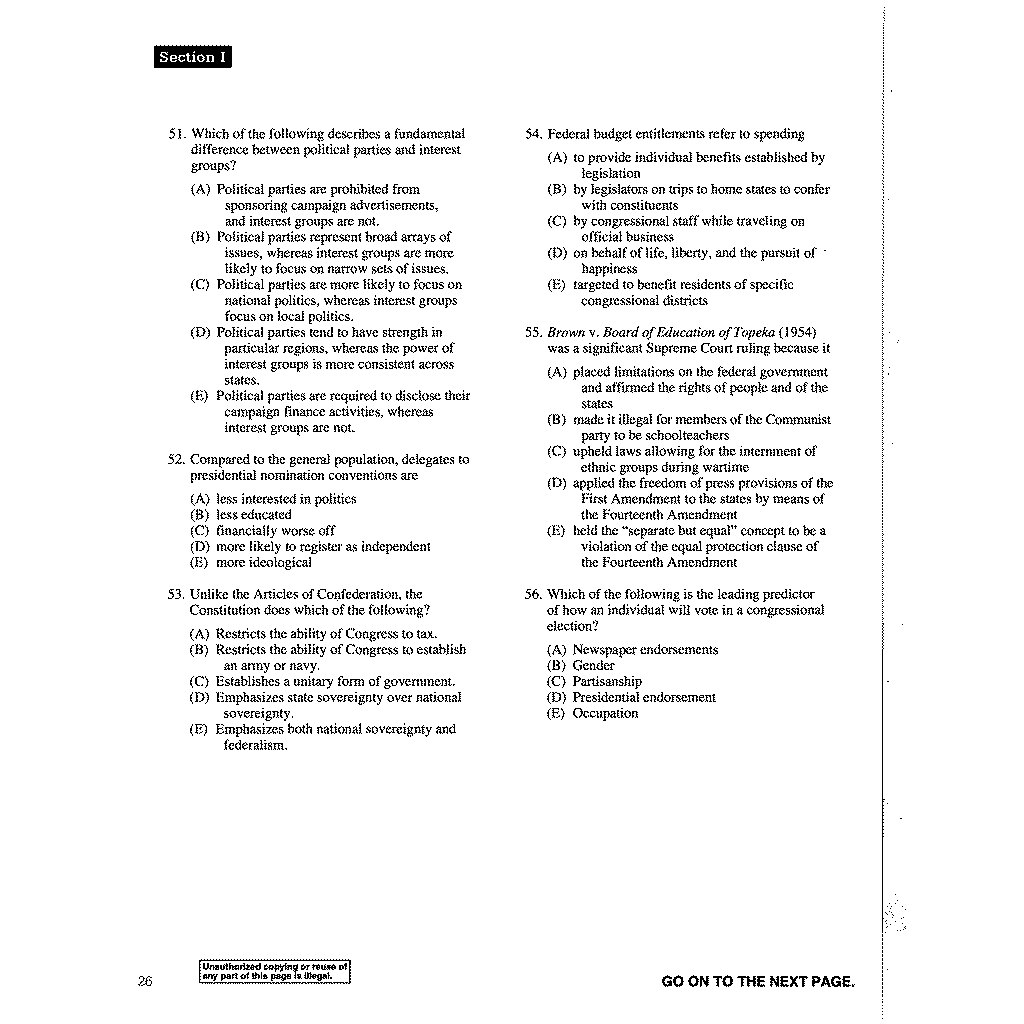 Section I
51. Which of the following describes a fundamental
difference between political parties and interest
groups?
(A) Political parties are prohibited from
sponsoring campaign advertisements,
and interest groups are not.
(B) Political parties represent broad arrays of
issues, whereas interest groups are more
likely to focus on narrow sets of issues.
(C) Political parties are more likely to focus on
national politics, whereas interest groups
focus on local politics.
(D) Political parties tend to have strength in
particular regions, whereas the power of
interest groups is more consistent across
states.
(E) Political parties are required to disclose their
campaign finance activities, whereas
interest groups are not.
52. Compared to the general population, delegates to
presidential nomination conventions are
(A) less interested in politics
(B) less educated
(C) financially worse off
(D) more likely to register as independent
(E) more ideological
53. Unlike the Articles of Confederation, the
Constitution does which of the following?
(A) Restricts the ability of Congress to tax.
(B) Restricts the ability of Congress to establish
an army or navy.
(C) Establishes a unitary form of government.
(D) Emphasizes state sovereignty over national
sovereignty.
(E) Emphasizes both national sovereignty and
federalism.
54. Federal budget entitlements refer to spending
(A) to provide individual benefits established by
legislation
(B) by legislators on trips to home states to confer
with constituents
(C) by congressional staff while traveling on
official business
(D) on behalf of life, liberty, and the pursuit of
happiness
(E) targeted to benefit residents of specific
congressional districts
55. Brown v. Board of Education of Topeka (1954)
was a significant Supreme Court ruling because it
(A) placed limitations on the federal government
and affirmed the rights of people and of the
states
(B) made it illegal for members of the Communist
party to be schoolteachers
(C) upheld laws allowing for the internment of
ethnic groups during wartime
(D) applied the freedom of press provisions of the
First Amendment to the states by means of
the Fourteenth Amendment
(E) held the "separate but equal" concept to be a
violation of the equal protection clause of
the Fourteenth Amendment
56. Which of the following is the leading predictor
of how an individual will vote in a congressional
election?
(A) Newspaper endorsements
(B) Gender
(C) Partisanship
(D) Presidential endorsement
(E) Occupation
Unauthorized copying or reuse of
any part of this page is illegal.
26
GO ON TO THE NEXT PAGE.